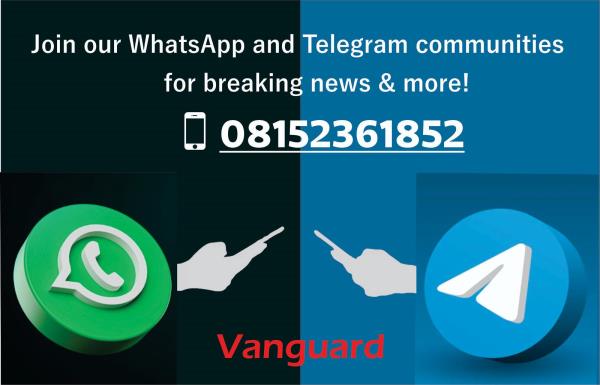 Join our WhatsApp and Telegram communities
for breaking news & more!
08152361852
Vanguard